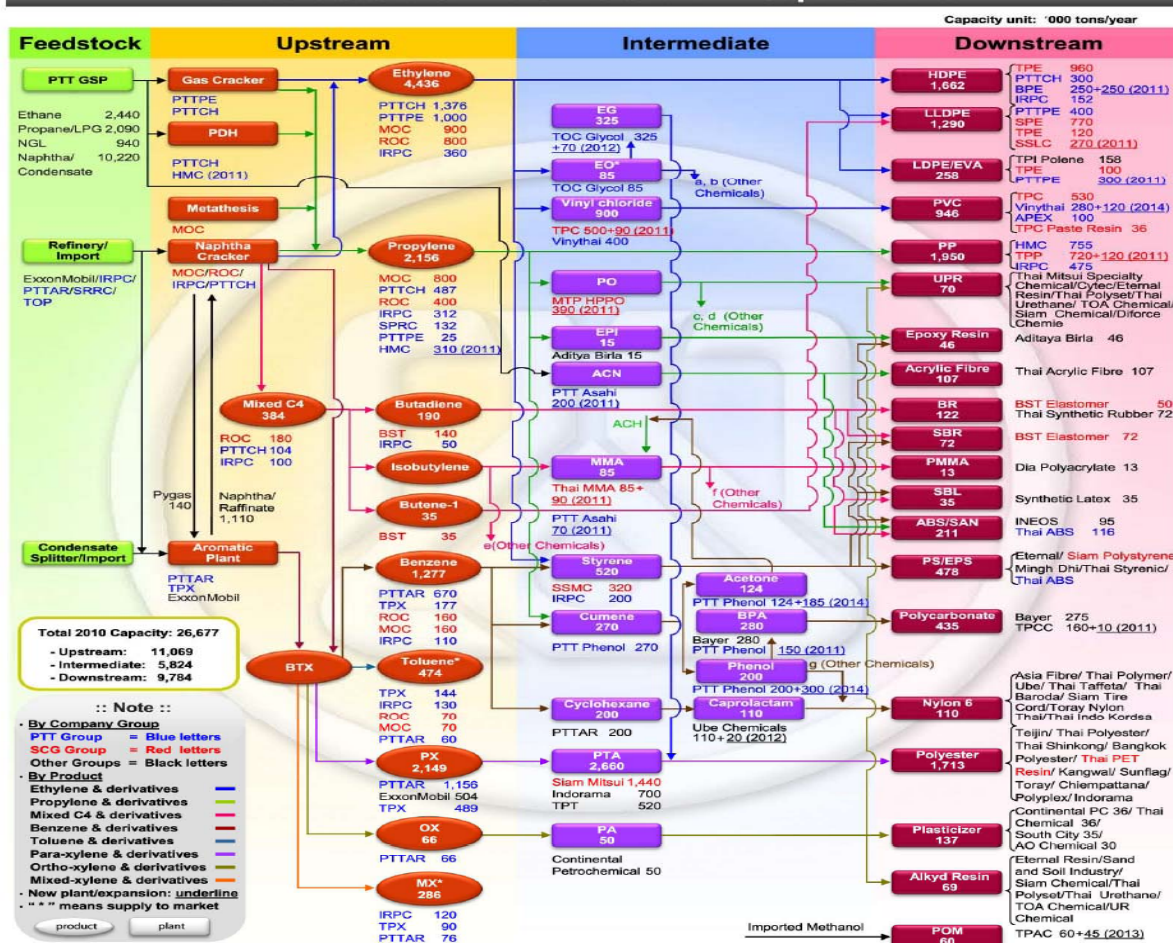 Capacity unit: '000 tons/year
Feedstock
Upstream
Intermediate
Downstream
PTT GSP
Ethane 2,440
Propane/LPG 2,090
NGL 940
Naphtha/ 10,220
Condensate
Refinery/
Import
ExxonMobil/IRPC/
PTTAR/SRRC/
TOP
Condensate
Splitter/Import
Gas Cracker
PTTPE
PTTCH
PDH
PTTCH
HMC (2011)
Metathesis
MOC
Naphtha
Cracker
MOC/ROC/
IRPC/PTTCH
Mixed C4
384
ROC 180
PTTCH 104
IRPC 100
Pygas
140
Naphtha/
Raffinate
1,110
Aromatic
Plant
PTTAR
TPX
ExxonMobil
BTX
Ethylene
4,436
PTTCH 1,376
PTTPE 1,000
MOC 900
ROC 800
IRPC 360
Propylene
2,156
MOC 800
PTTCH 487
ROC 400
IRPC 312
SPRC 132
PTTPE 25
HMC 310 (2011)
Butadiene
190
BST 140
IRPC 50
Isobutylene
Butene-1
35
BST 35
e(Other Chemicals)
Benzene
1,277
PTTAR 670
TPX 177
ROC 160
MOC 160
IRPC 110
Toluene*
474
TPX 144
IRPC 130
ROC 70
MOC 70
PTTAR 60
PX
2,149
PTTAR 1,156
ExxonMobil 504
TPX 489
OX
66
PTTAR 66
MX*
286
IRPC 120
TPX 90
PTTAR 76
EG
325
TOC Glycol 325
+70 (2012)
EO*
85
TOC Glycol 85
a, b (Other
Chemicals)
Vinyl chloride
900
TPC 500+90 (2011)
Vinythai 400
PO
MTP HPPO
390 (2011)
c, d (Other
Chemicals)
EPI
15
Aditya Birla 15
ACN
PTT Asahi
200 (2011)
ACH
MMA
85
Thai MMA 85+
90 (2011)
PTT Asahi
70 (2011)
f (Other
Chemicals)
Styrene
520
SSMC 320
IRPC 200
Acetone
124
PTT Phenol 124+185 (2014)
Cumene
270
PTT Phenol 270
BPA
280
Bayer 280
PTT Phenol 150 (2011)
g (Other Chemicals)
Phenol
200
PTT Phenol 200+300 (2014)
Cyclohexane
200
PTTAR 200
Caprolactam
110
Ube Chemicals
110+20 (2012)
PTA
2,660
Siam Mitsui 1,440
Indorama 700
TPT 520
PA
50
Continental
Petrochemical 50
Imported Methanol
HDPE
1,662
TPE 960
PTTCH 300
BPE 250+250 (2011)
IRPC 152
LLDPE
1,290
PTTPE 400
SPE 770
TPE 120
SSLC 270 (2011)
LDPE/EVA
258
TPI Polene 158
TPE 100
PTTPE 300 (2011)
PVC
946
TPC 530
Vinythai 280+120 (2014)
APEX 100
TPC Paste Resin 36
PP
1,950
HMC 755
TPP 720+120 (2011)
IRPC 475
UPR
70
Thai Mitsui Specialty
Chemical/Cytec/Eternal
Resin/Thai Polyset/Thai
Urethane/ TOA Chemical/
Siam Chemical/Diforce
Chemie
Epoxy Resin
46
Aditaya Birla 46
Acrylic Fibre
107
Thai Acrylic Fibre 107
BR
122
BST Elastomer 50
Thai Synthetic Rubber 72
SBR
72
BST Elastomer 72
PMMA
13
Dia Polyacrylate 13
SBL
35
Synthetic Latex 35
ABS/SAN
211
INEOS 95
Thai ABS 116
PS/EPS
478
Eternal/ Siam Polystyrene
Mingh Dhi/Thai Styrenic/
Thai ABS
Polycarbonate
435
Bayer 275
TPCC 160+10 (2011)
Nylon 6
110
Asia Fibre/ Thai Polymer/
Ube/ Thai Taffeta/ Thai
Baroda/ Siam Tire
Cord/Toray Nylon
Thai/Thai Indo Kordsa
Polyester
1,713
Teijin/ Thai Polyester/
Thai Shinkong/ Bangkok
Polyester/ Thai PET
Resin/ Kangwal/ Sunflag/
Toray/ Chiempattana/
Polyplex/ Indorama
Plasticizer
137
Continental PC 36/ Thai
Chemical 36/
South City 35/
AO Chemical 30
Alkyd Resin
69
Eternal Resin/Sand
and Soil Industry/
Siam Chemical/Thai
Polyset/Thai Urethane/
TOA Chemical/UR
Chemical
POM
60
TPAC 60+45 (2013)
Total 2010 Capacity: 26,677
- Upstream: 11,069
- Intermediate: 5,824
- Downstream: 9,784
:: Note ::
· By Company Group
PTT Group = Blue letters
SCG Group = Red letters
Other Groups = Black letters
· By Product
Ethylene & derivatives
Propylene & derivatives
Mixed C4 & derivatives
Benzene & derivatives
Toluene & derivatives
Para-xylene & derivatives
Ortho-xylene & derivatives
Mixed-xylene & derivatives
· New plant/expansion: underline
· " * " means supply to market
product
plant